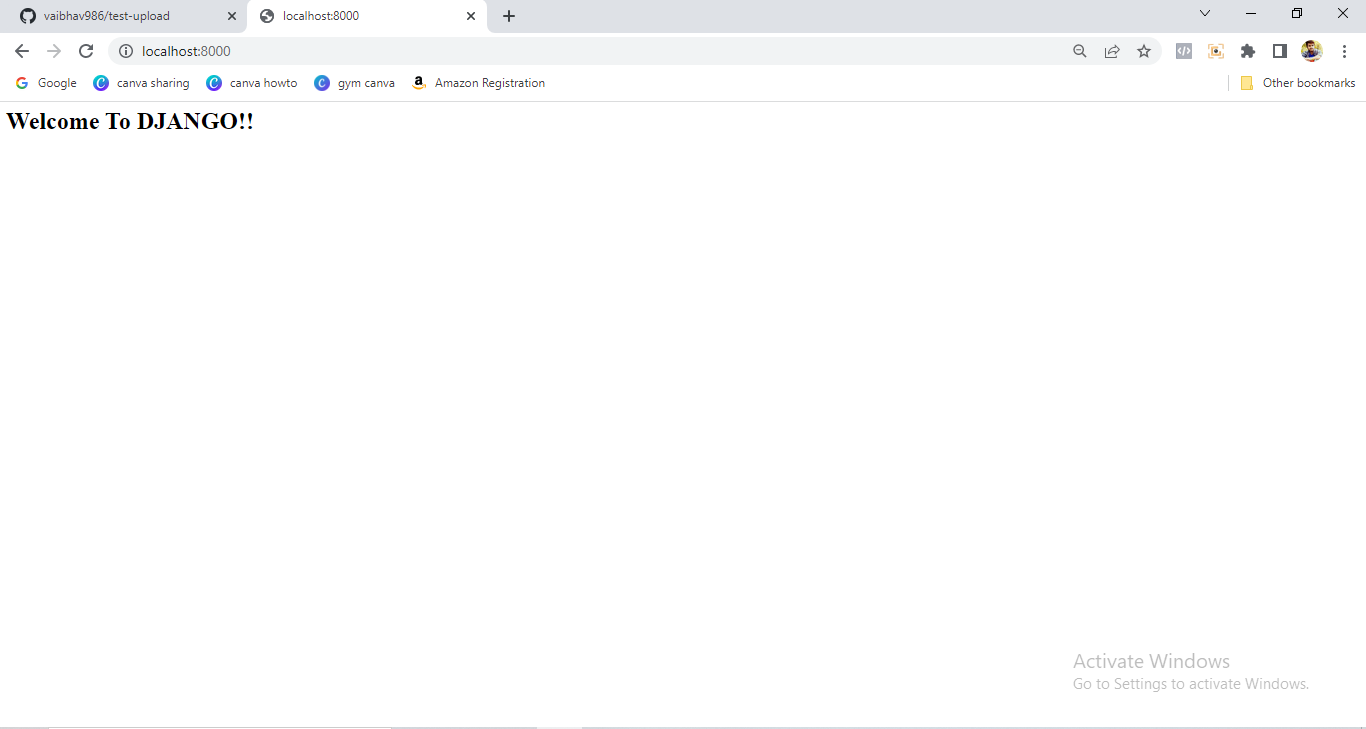 vaibhav986/test-upload
localhost:8000
localhost:8000
Google
canva sharing
canva howto
gym canva
Amazon Registration
Other bookmarks
Welcome To DJANGO!!
Activate Windows
Go to Settings to activate Windows.